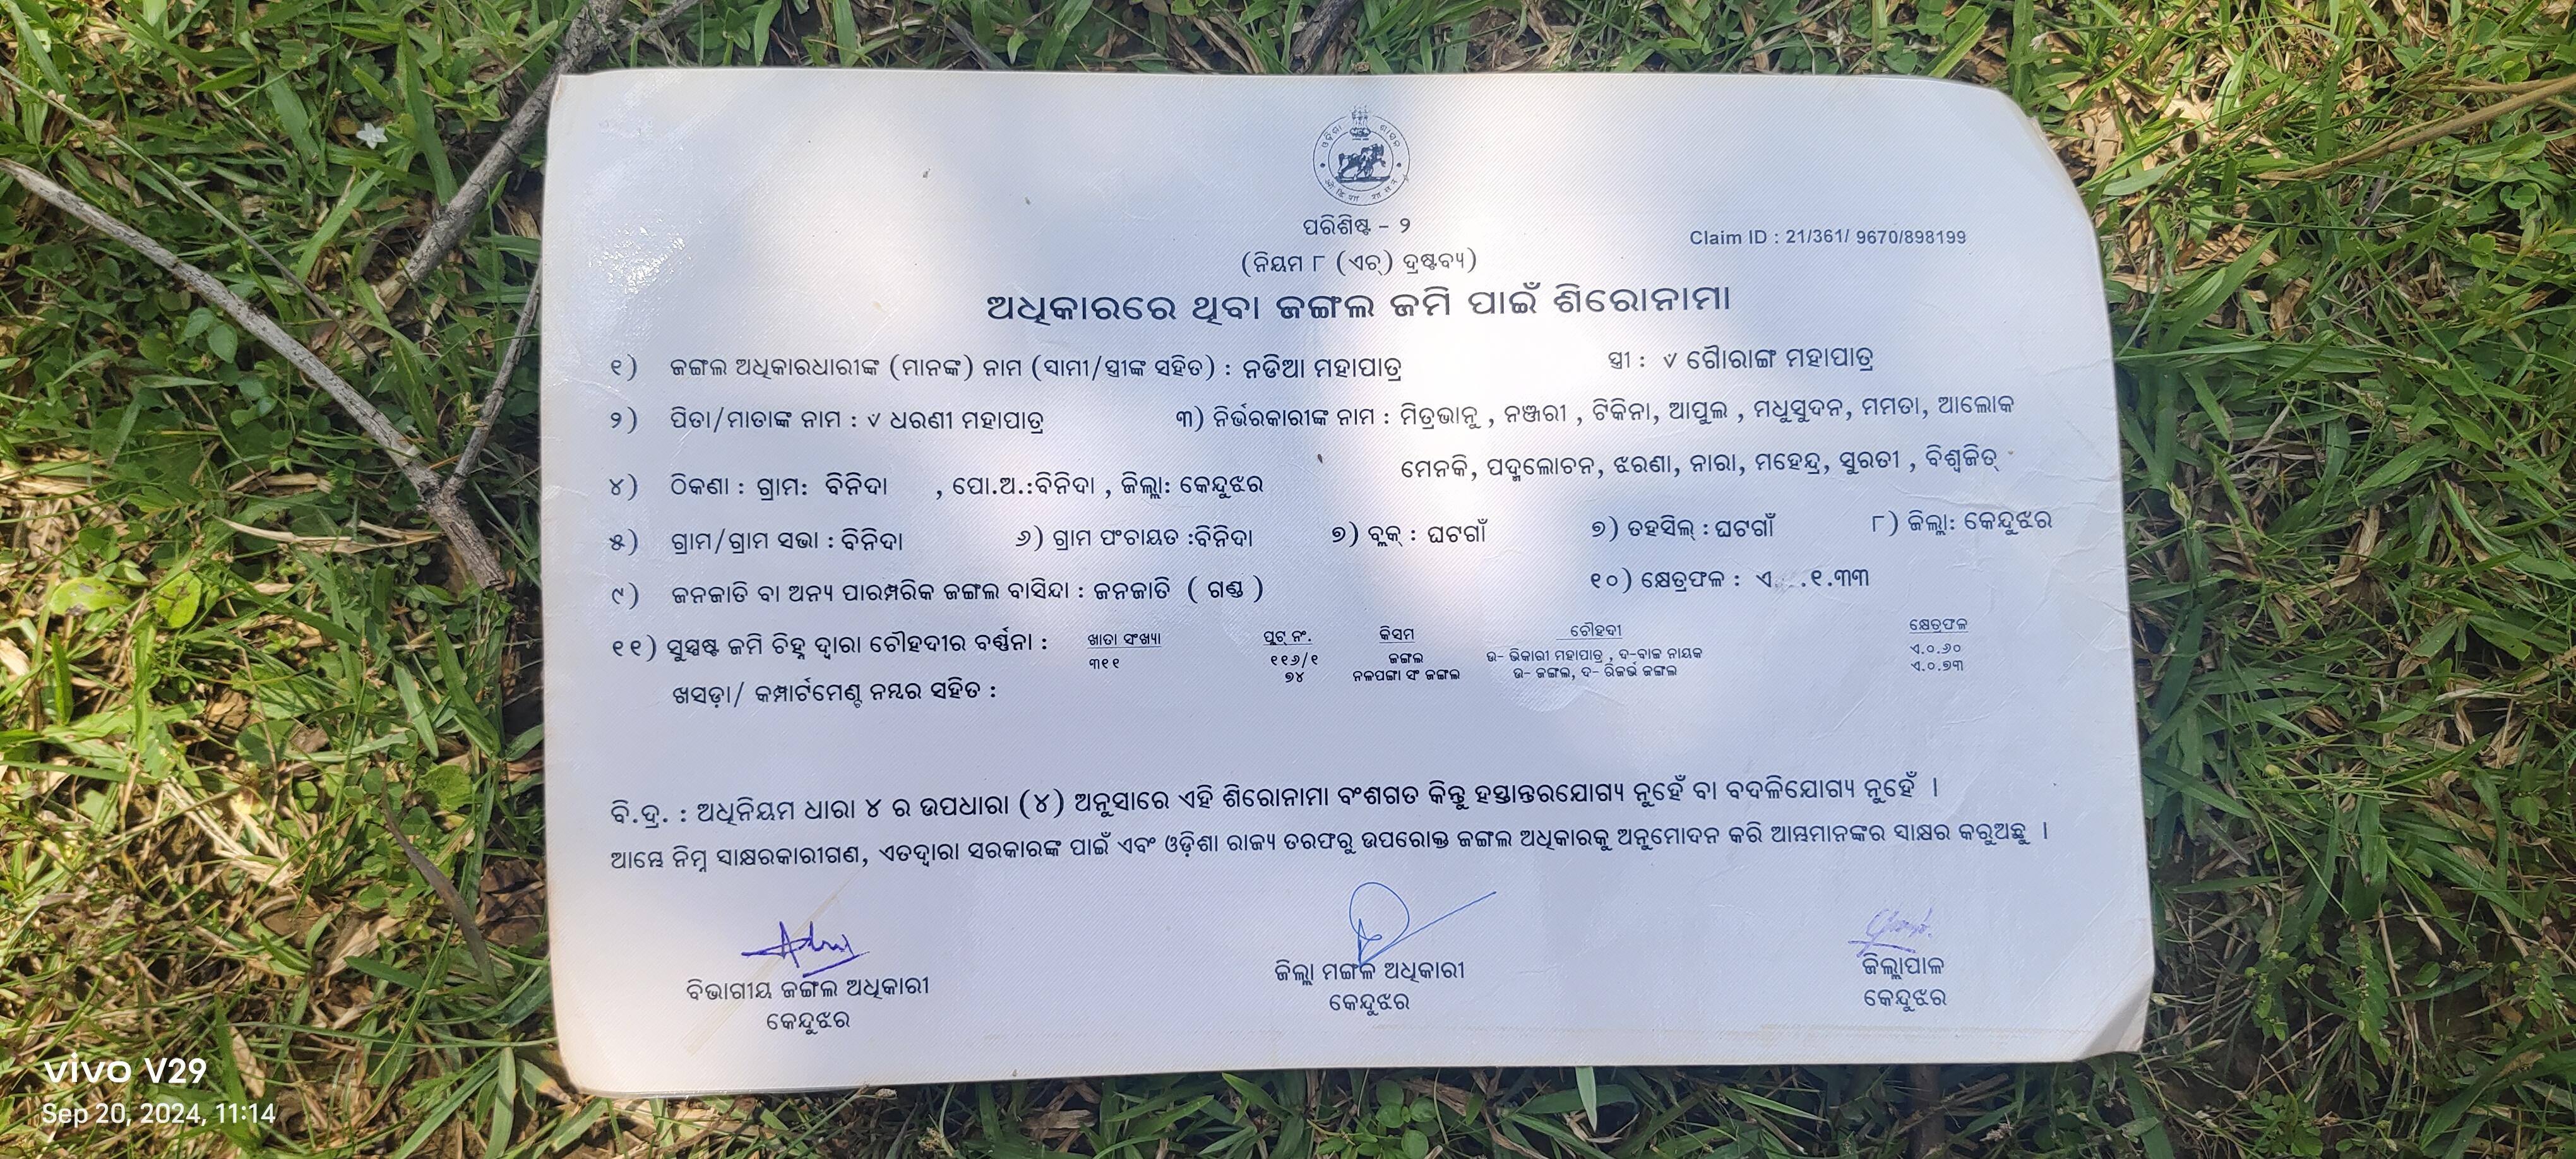 ଓଡ଼ିଶା ଶାସନ
ପରିଶିଷ୍ଟ - ୨
Claim ID : 21/361/ 9670/898199
(ନିୟମ ୮ (ଏଚ୍) ଦ୍ରଷ୍ଟବ୍ୟ)
ଅଧିକାରରେ ଥିବା ଜଙ୍ଗଲ ଜମି ପାଇଁ ଶିରୋନାମା
୧) ଜଙ୍ଗଲ ଅଧିକାରଧାରୀଙ୍କ (ମାନଙ୍କ) ନାମ (ସାମୀ/ସ୍ତ୍ରୀଙ୍କ ସହିତ) : ନଡିଆ ମହାପାତ୍ର ସ୍ତ୍ରୀ : ୰ ଗୌରାଙ୍ଗ ମହାପାତ୍ର
୨) ପିତା/ମାତାଙ୍କ ନାମ : ୰ ଧରଣୀ ମହାପାତ୍ର ୩) ନିର୍ଭରକାରୀଙ୍କ ନାମ : ମିତ୍ରଭାନୁ , ନଞ୍ଜରୀ , ଟିକିନା, ଆପୁଲ , ମଧୁସୁଦନ, ମମତା, ଆଲୋକ
ମେନକି, ପଦ୍ମଲୋଚନ, ଝରଣା, ନାରା, ମହେନ୍ଦ୍ର, ସୁରତୀ , ବିଶ୍ୱଜିତ୍
୪) ଠିକଣା : ଗ୍ରାମ: ବିନିଦା , ପୋ.ଅ.:ବିନିଦା , ଜିଲ୍ଲା: କେନ୍ଦୁଝର
୫) ଗ୍ରାମ/ଗ୍ରାମ ସଭା : ବିନିଦା ୬) ଗ୍ରାମ ପଂଚାୟତ :ବିନିଦା ୭) ବ୍ଲକ୍ : ଘଟଗାଁ ୭) ତହସିଲ୍ : ଘଟଗାଁ ୮) ଜିଲ୍ଲା: କେନ୍ଦୁଝର
୯) ଜନଜାତି ବା ଅନ୍ୟ ପାରମ୍ପରିକ ଜଙ୍ଗଲ ବାସିନ୍ଦା : ଜନଜାତି ( ଗଣ୍ଡ ) ୧୦) କ୍ଷେତ୍ରଫଳ : ଏ...୧.୩୩
୧୧) ସୁସ୍ପଷ୍ଟ ଜମି ଚିହ୍ନ ଦ୍ୱାରା ଚୌହଦୀର ବର୍ଣ୍ଣନା : ଖାତା ସଂଖ୍ୟା ପ୍ଲଟ୍ ନଂ. କିସମ ଚୌହଦୀ କ୍ଷେତ୍ରଫଳ
୩୧୧ ୧୧୬/୧ ଜଙ୍ଗଲ ଉ- ଭିକାରୀ ମହାପାତ୍ର , ଦ-ବାଜ ନାୟକ ଏ.୦.୬୦
୭୪ ନଳପଙ୍ଗା ସଂ ଜଙ୍ଗଲ ଉ- ଜଙ୍ଗଲ, ଦ- ରିଜର୍ଭ ଜଙ୍ଗଲ ଏ.୦.୭୩
ଖସଡ଼ା/ କମ୍ପାର୍ଟମେଣ୍ଟ ନମ୍ବର ସହିତ :
ବି.ଦ୍ର. : ଅଧିନିୟମ ଧାରା ୪ ର ଉପଧାରା (୪) ଅନୁସାରେ ଏହି ଶିରୋନାମା ବଂଶଗତ କିନ୍ତୁ ହସ୍ତାନ୍ତରଯୋଗ୍ୟ ନୁହେଁ ବା ବଦଳିଯୋଗ୍ୟ ନୁହେଁ ।
ଆମ୍ଭେ ନିମ୍ନ ସାକ୍ଷରକାରୀଗଣ, ଏତଦ୍ୱାରା ସରକାରଙ୍କ ପାଇଁ ଏବଂ ଓଡ଼ିଶା ରାଜ୍ୟ ତରଫରୁ ଉପରୋକ୍ତ ଜଙ୍ଗଲ ଅଧିକାରକୁ ଅନୁମୋଦନ କରି ଆମ୍ଭମାନଙ୍କର ସାକ୍ଷର କରୁଅଛୁ ।
ବିଭାଗୀୟ ଜଙ୍ଗଲ ଅଧିକାରୀ ଜିଲ୍ଲା ମଙ୍ଗଳ ଅଧିକାରୀ ଜିଲ୍ଲାପାଳ
କେନ୍ଦୁଝର କେନ୍ଦୁଝର କେନ୍ଦୁଝର
vivo V29
Sep 20, 2024, 11:14